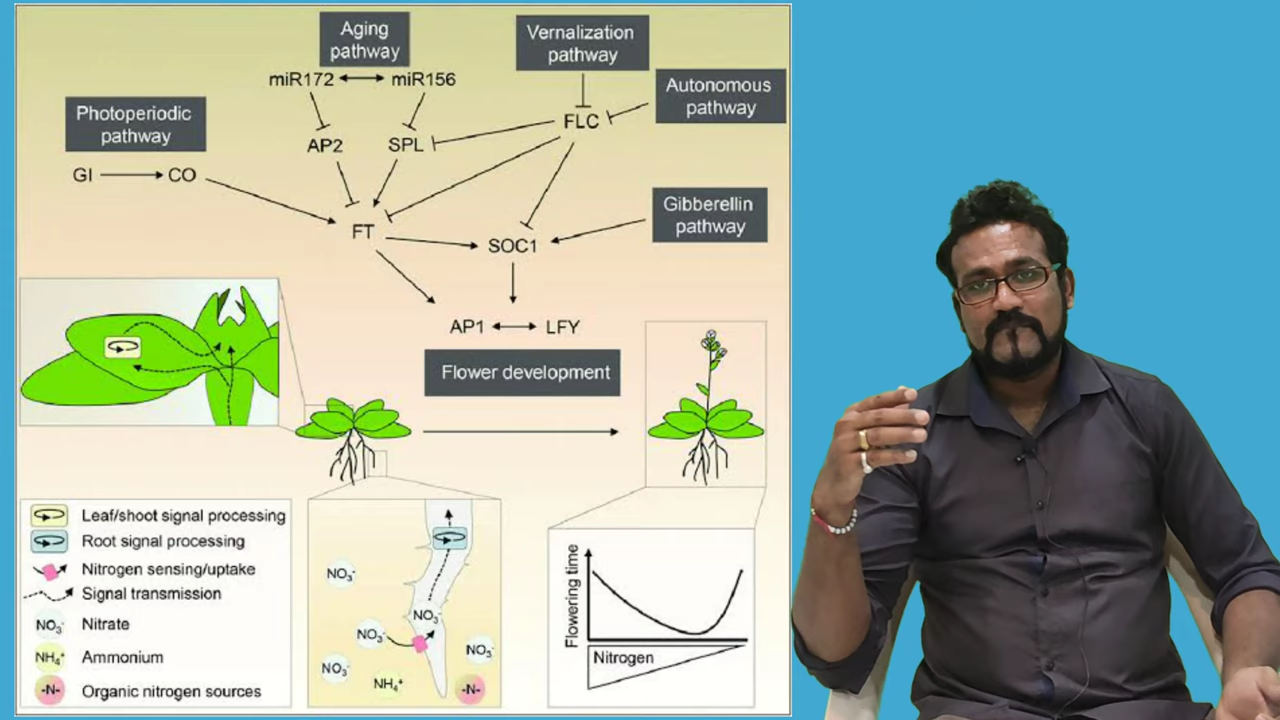 Aging
pathway
miR172
miR156
Vernalization
pathway
Autonomous
pathway
Photoperiodic
pathway
FLC
AP2
SPL
GI
CO
Gibberellin
pathway
FT
SOC1
AP1
LFY
Flower development
Leaf/shoot signal processing
Root signal processing
Nitrogen sensing/uptake
Signal transmission
NO3- Nitrate
NH4+ Ammonium
-N- Organic nitrogen sources
NO3-
NO3-
NO3-
NO3-
NO3-
NH4+
-N-
Flowering time
Nitrogen